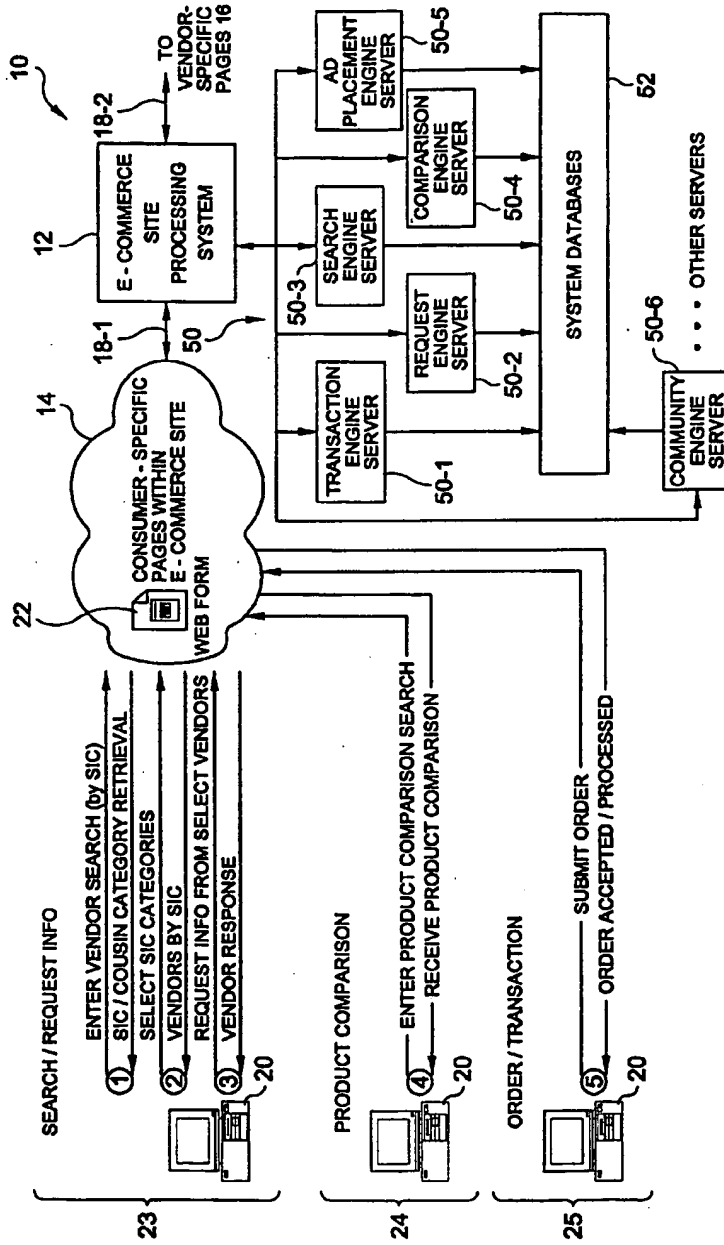 SEARCH / REQUEST INFO
ENTER VENDOR SEARCH (by SIC)
1
SIC / COUSIN CATEGORY RETRIEVAL
SELECT SIC CATEGORIES
2
VENDORS BY SIC
REQUEST INFO FROM SELECT VENDORS
3
VENDOR RESPONSE
20
23
PRODUCT COMPARISON
ENTER PRODUCT COMPARISON SEARCH
4
RECEIVE PRODUCT COMPARISON
20
24
ORDER / TRANSACTION
SUBMIT ORDER
5
ORDER ACCEPTED / PROCESSED
20
25
14
22
CONSUMER - SPECIFIC
PAGES WITHIN
E - COMMERCE SITE
WEB FORM
18-1
12
E - COMMERCE
SITE
PROCESSING
SYSTEM
18-2
TO
VENDOR-
SPECIFIC
PAGES 16
10
50
TRANSACTION
ENGINE
SERVER
50-1
REQUEST
ENGINE
SERVER
50-2
50-3
SEARCH
ENGINE
SERVER
COMPARISON
ENGINE
SERVER
50-4
AD
PLACEMENT
ENGINE
SERVER
50-5
SYSTEM DATABASES
52
COMMUNITY
ENGINE
SERVER
50-6
• • • OTHER SERVERS